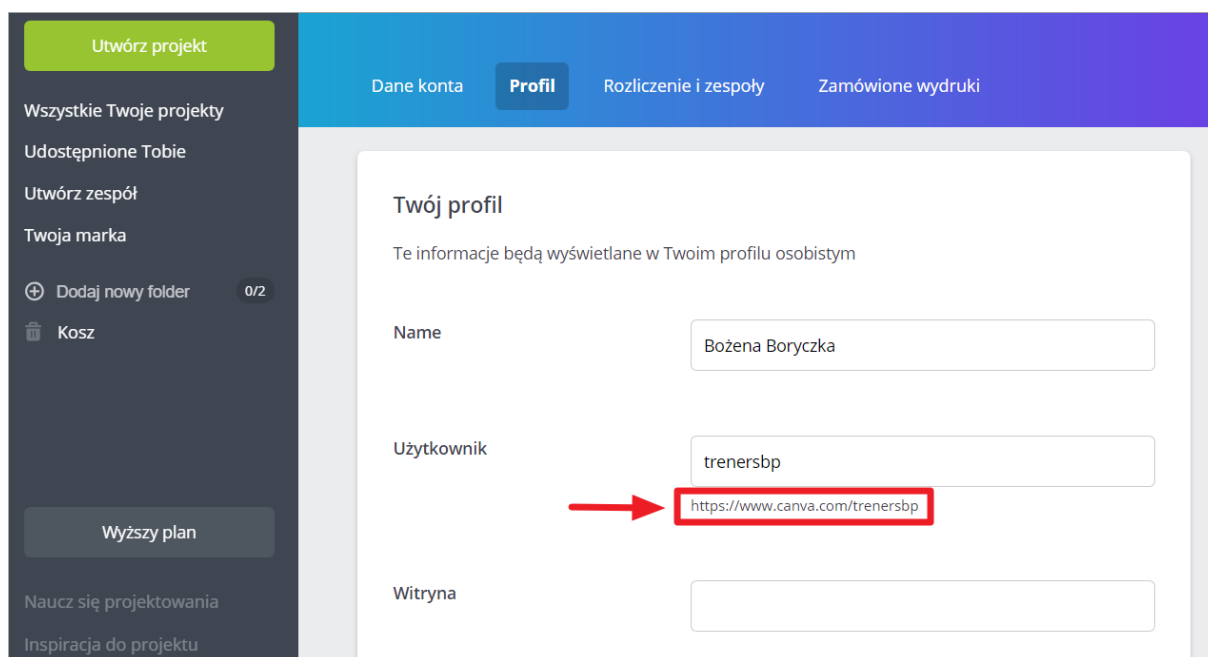 Utwórz projekt
Wszystkie Twoje projekty
Udostępnione Tobie
Utwórz zespół
Twoja marka
Dodaj nowy folder 0/2
Kosz
Wyższy plan
Naucz się projektowania
Inspiracja do projektu
Dane konta Profil Rozliczenie i zespoły Zamówione wydruki
Twój profil
Te informacje będą wyświetlane w Twoim profilu osobistym
Name
Bożena Boryczka
Użytkownik
trenersbp
https://www.canva.com/trenersbp
Witryna